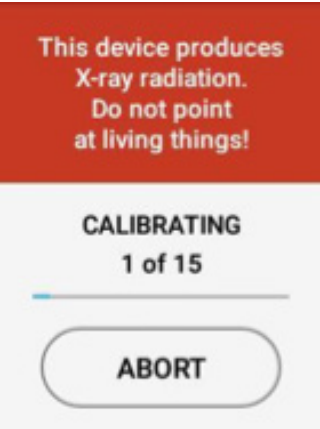 This device produces
X-ray radiation.
Do not point
at living things!
CALIBRATING
1 of 15
ABORT